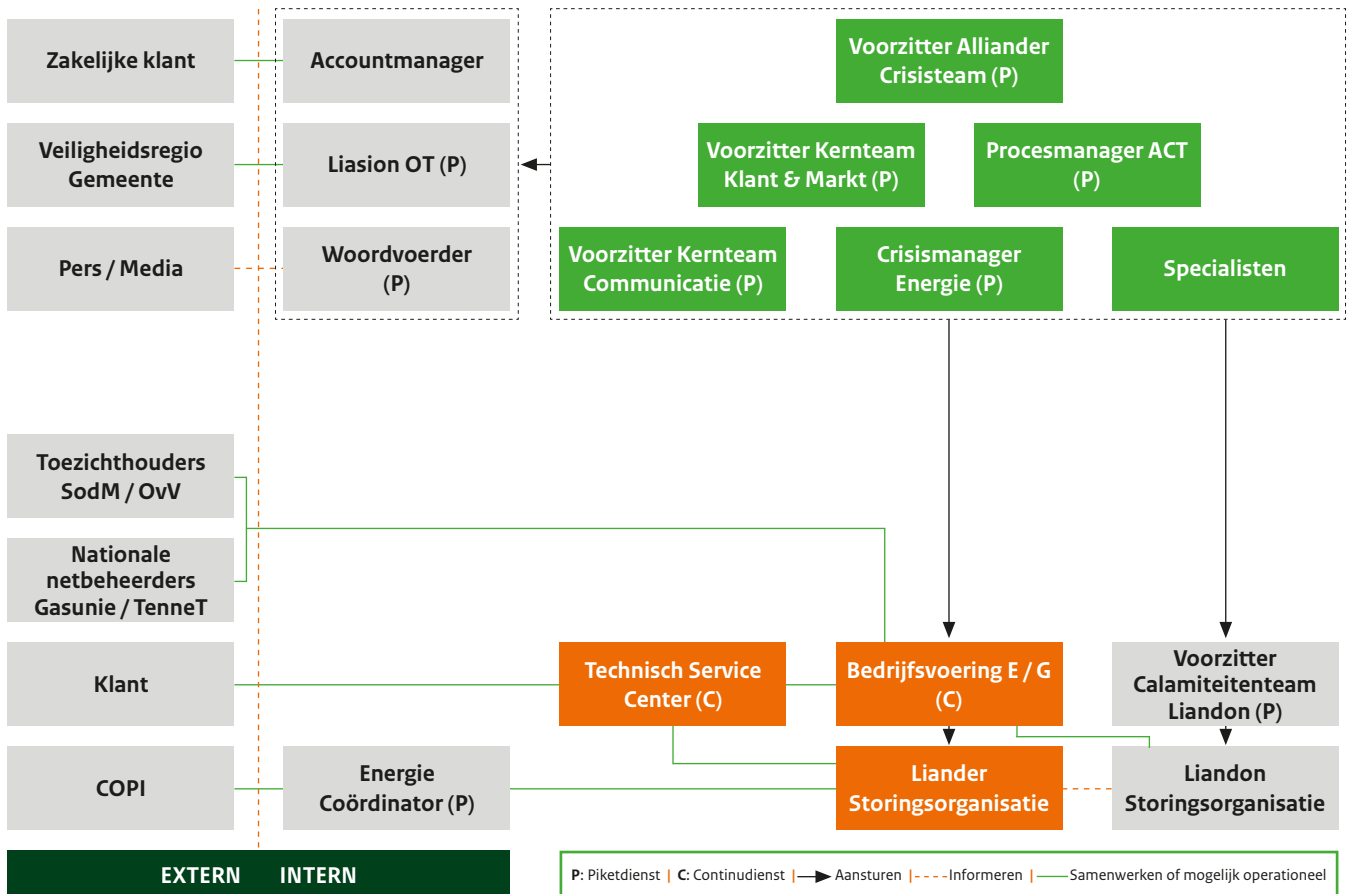 Zakelijke klant
Accountmanager
Voorzitter Alliander
Crisisteam (P)
Veiligheidsregio
Gemeente
Liasion OT (P)
Voorzitter Kernteam
Klant & Markt (P)
Procesmanager ACT
(P)
Pers / Media
Woordvoerder
(P)
Voorzitter Kernteam
Communicatie (P)
Crisismanager
Energie (P)
Specialisten
Toezichthouders
SodM / OvV
Nationale
netbeheerders
Gasunie / TenneT
Klant
Technisch Service
Center (C)
Bedrijfsvoering E / G
(C)
Voorzitter
Calamiteitenteam
Liandon (P)
COPI
Energie
Coördinator (P)
Liander
Storingsorganisatie
Liandon
Storingsorganisatie
EXTERN INTERN
P: Piketdienst | C: Continudienst | Aansturen | Informeren | Samenwerken of mogelijk operationeel